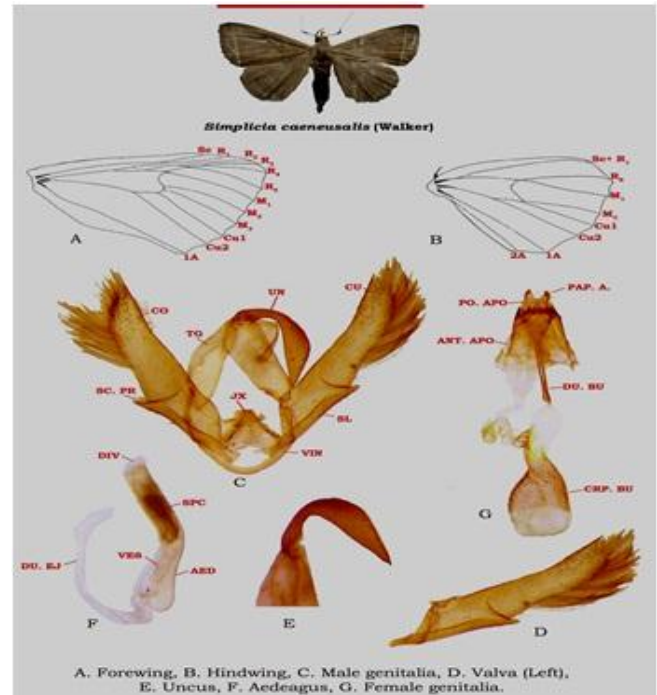 Simplicia caeneusalis (Walker)
Sc R₁ R₂ R₃
R₄
R₅
M₁
M₂
M₃
Cu1
Cu2
1A
A
Sc+ R₁
Rs
M₁
M₃
Cu1
Cu2
1A
2A
B
UN
CU
CO
TG
SC. PR
JX
SL
VIN
C
PAP. A.
PO. APO
ANT. APO
DU. BU
CRP. BU
G
DIV
SPC
VES
DU. EJ
AED
F
E
D
A. Forewing, B. Hindwing, C. Male genitalia, D. Valva (Left),
E. Uncus, F. Aedeagus, G. Female genitalia.